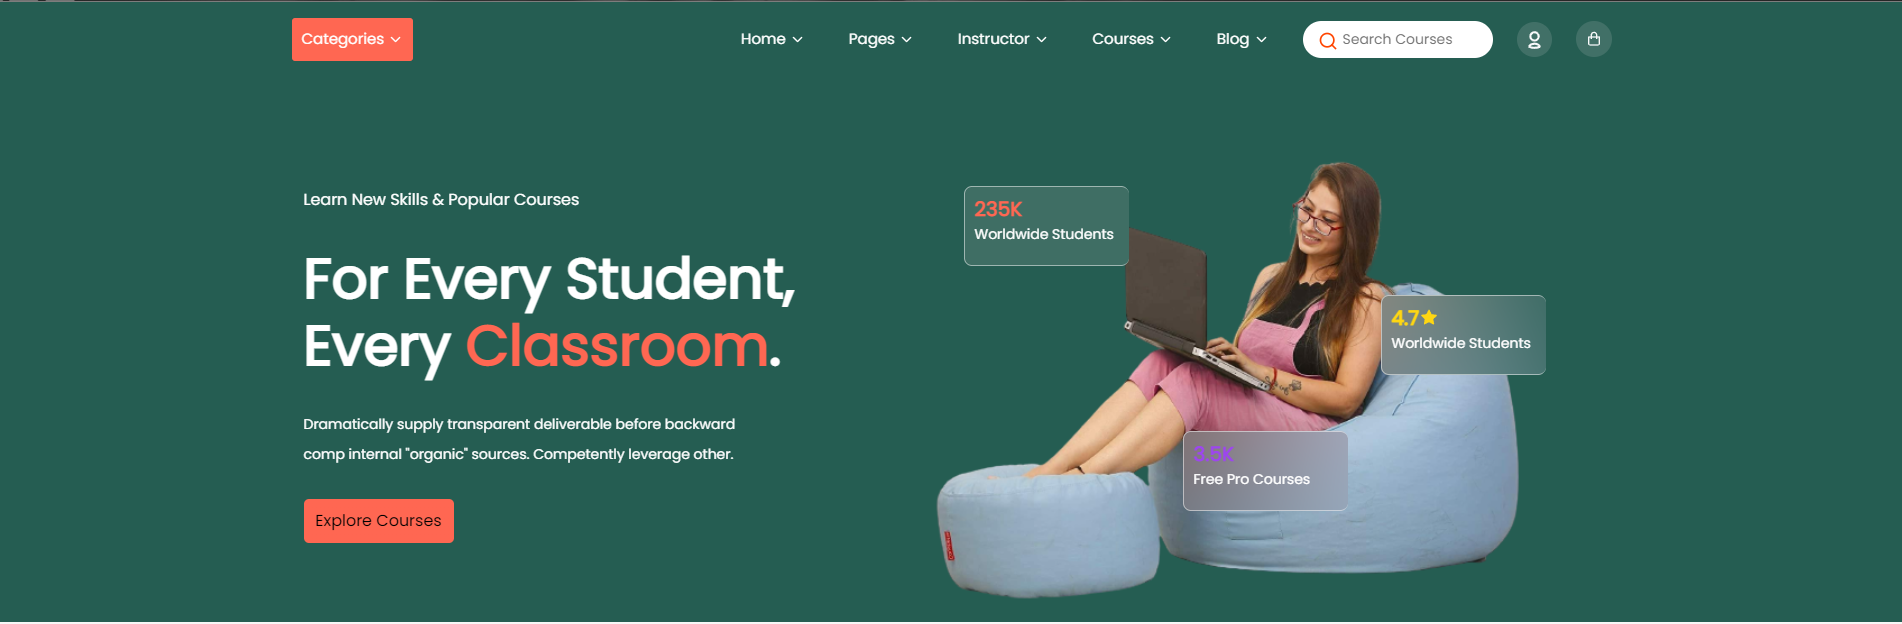 Categories
Home
Pages
Instructor
Courses
Blog
Search Courses
Learn New Skills & Popular Courses
For Every Student,
Every Classroom.
Dramatically supply transparent deliverable before backward
comp internal "organic" sources. Competently leverage other.
Explore Courses
235K
Worldwide Students
4.7
Worldwide Students
3.5K
Free Pro Courses